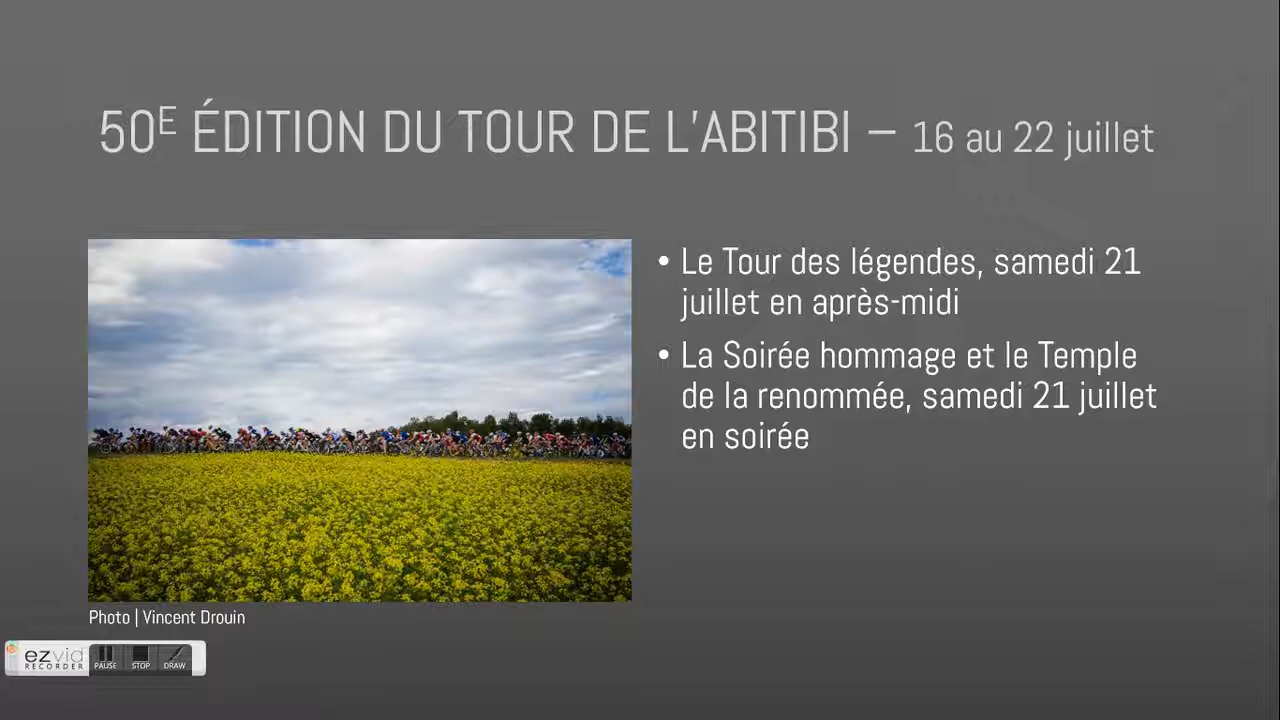 50E ÉDITION DU TOUR DE L'ABITIBI – 16 au 22 juillet
• Le Tour des légendes, samedi 21
juillet en après-midi
• La Soirée hommage et le Temple
de la renommée, samedi 21 juillet
en soirée
Photo | Vincent Drouin
ezvid
RECORDER
PAUSE STOP DRAW